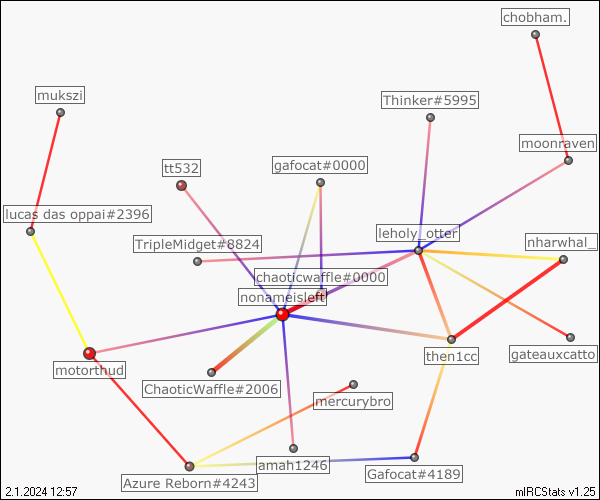 chobham.
mukszi
Thinker#5995
moonraven
tt532
gafocat#0000
lucas das oppai#2396
leholy_otter
TripleMidget#8824
nharwhal_
chaoticwaffle#0000
nonameisleft
then1cc
gateauxcatto
motorthud
ChaoticWaffle#2006
mercurybro
amah1246
Gafocat#4189
Azure Reborn#4243
2.1.2024 12:57
mIRCStats v1.25